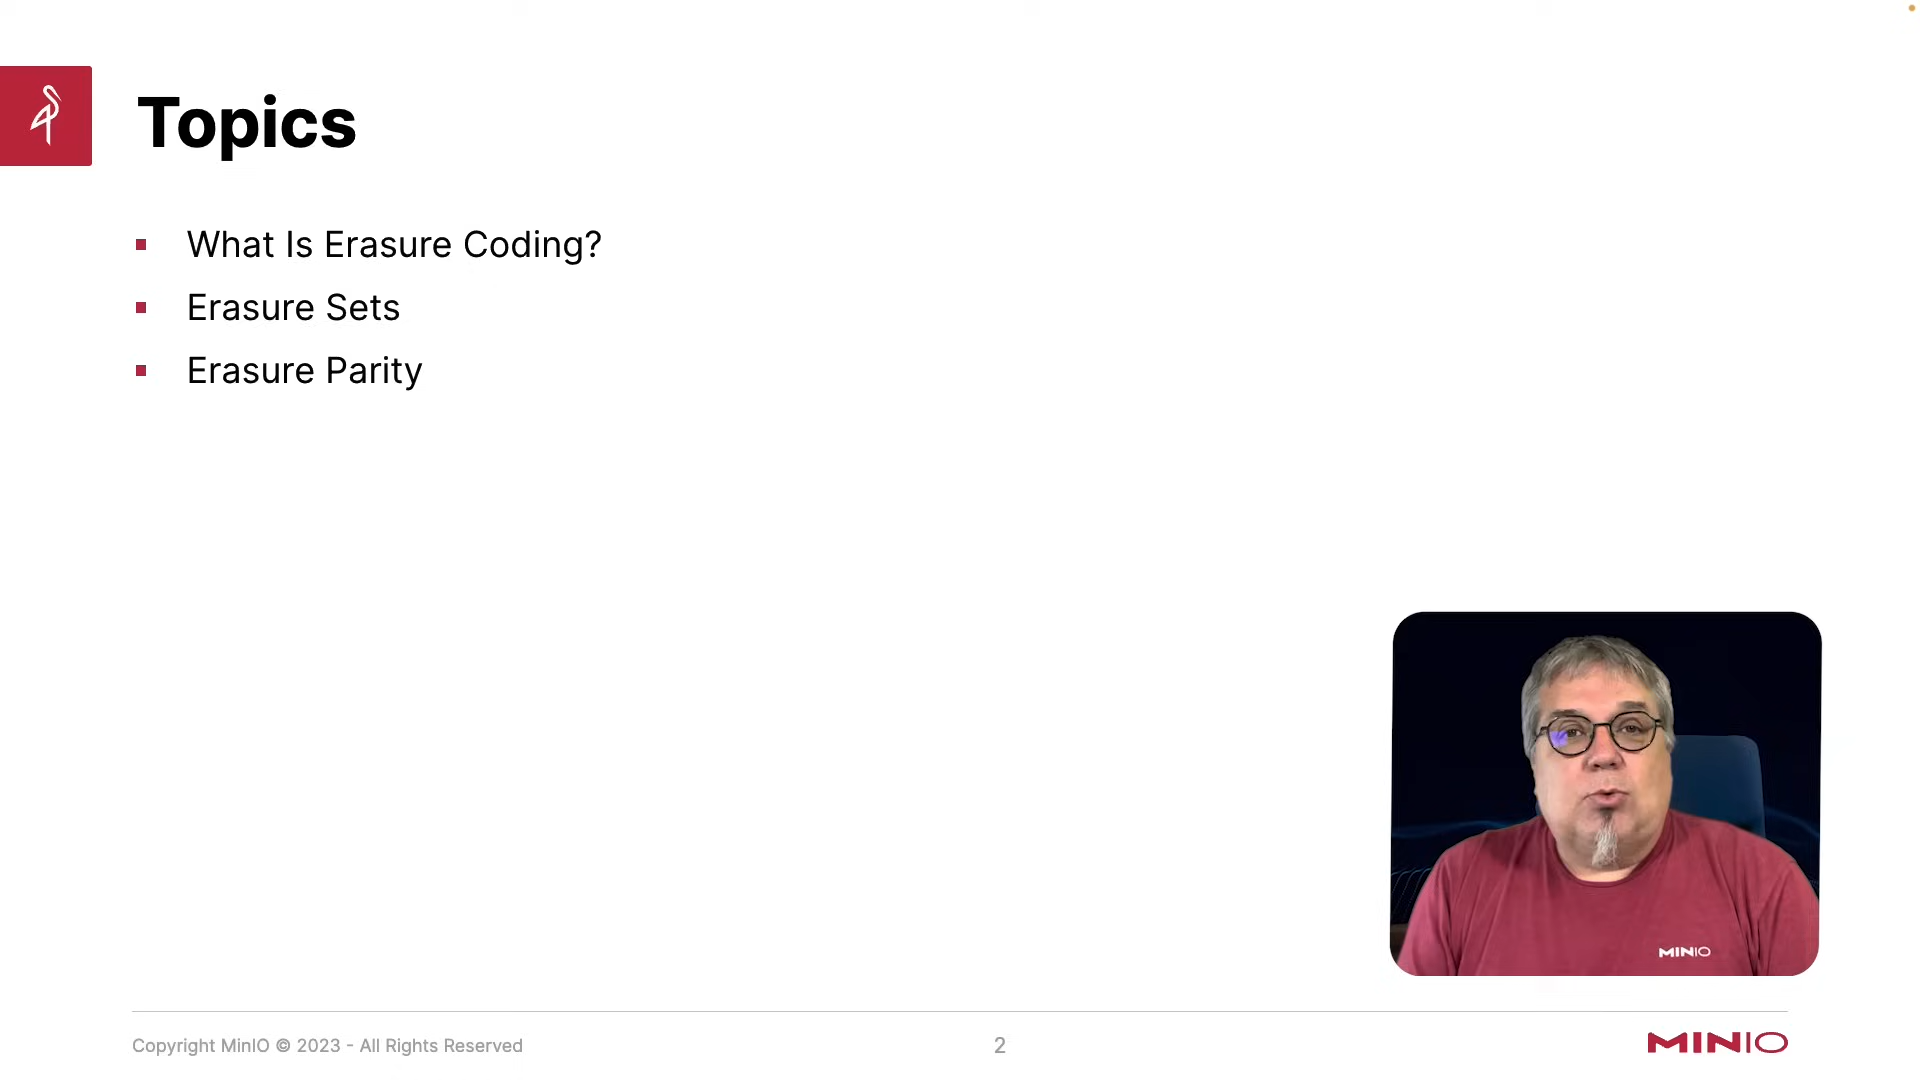 Topics
What Is Erasure Coding?
Erasure Sets
Erasure Parity
MINIO
Copyright MinIO © 2023 - All Rights Reserved
2
MINIO